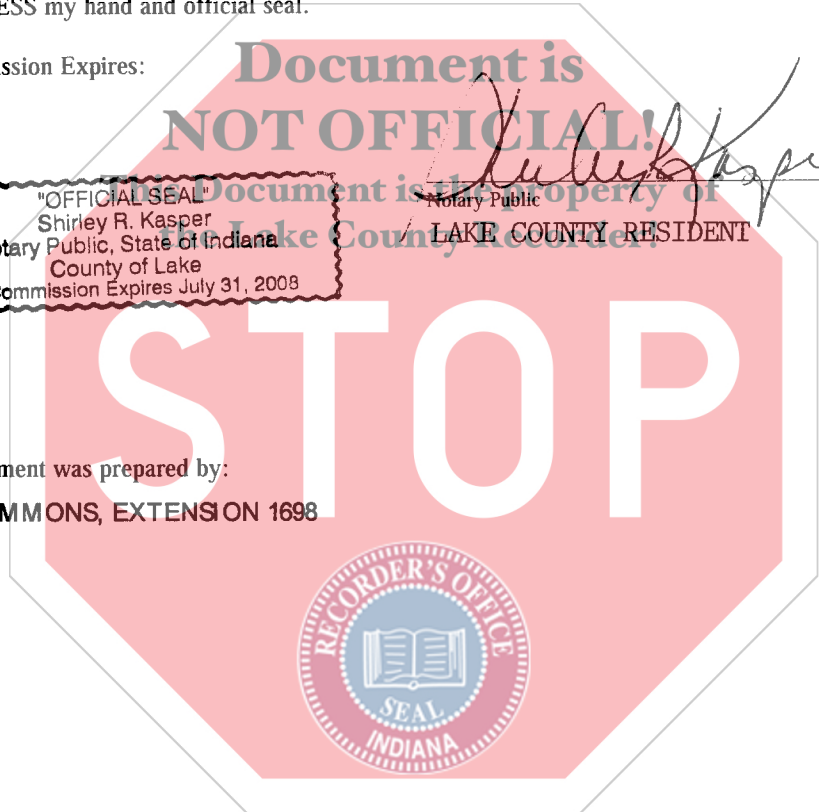 ESS my hand and official seal.
ssion Expires:
Document is
NOT OFFICIAL!
This Document is the property of
the Lake County Recorder!
"OFFICIAL SEAL"
Shirley R. Kasper
tary Public, State of Indiana
County of Lake
ommission Expires July 31, 2008
Notary Public
LAKE COUNTY RESIDENT
STOP
ment was prepared by:
MMONS, EXTENSION 1698
RECORDER'S OFFICE
SEAL
INDIANA